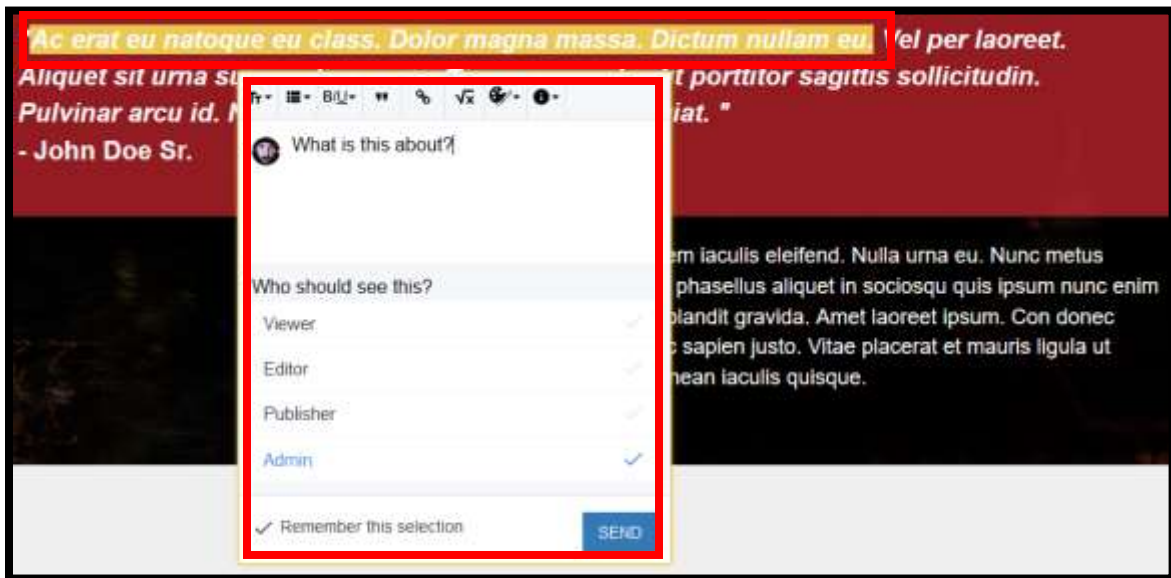 "Ac erat eu natoque eu class. Dolor magna massa. Dictum nullam eu. Vel per laoreet.
Aliquet sit urna porttitor sagittis sollicitudin.
Pulvinar arcu id.
- John Doe Sr.
B/U
What is this about?
Who should see this?
Viewer
Editor
Publisher
Admin
Remember this selection
SEND
iaculis eleifend. Nulla urna eu. Nunc metus
phasellus aliquet in sociosqu quis ipsum nunc enim
blandit gravida. Amet laoreet ipsum. Con donec
sapien justo. Vitae placerat et mauris ligula ut
iaculis quisque.